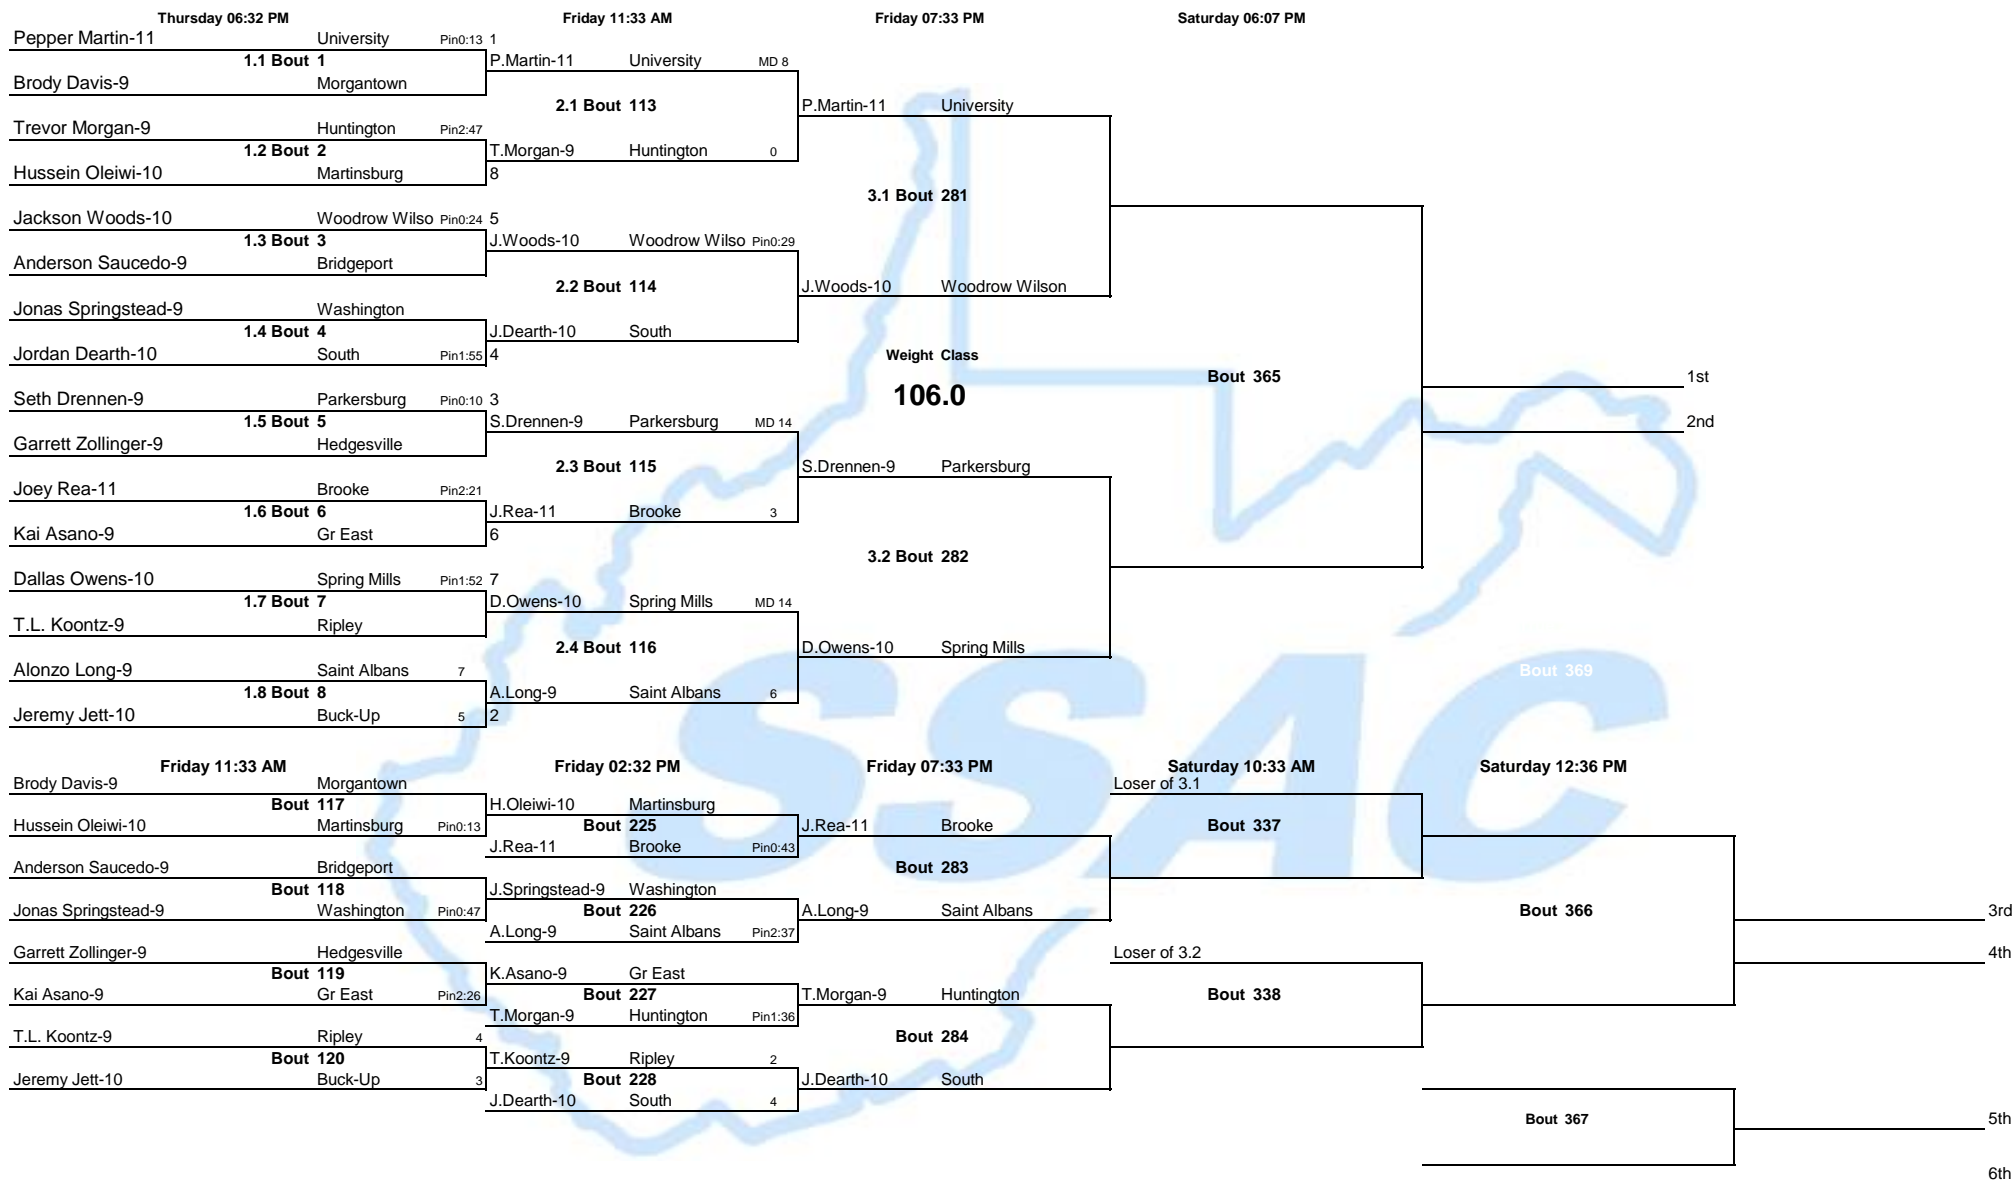 Thursday 06:32 PM Friday 11:33 AM Friday 07:33 PM Saturday 06:07 PM
Pepper Martin-11 University Pin0:13 1
1.1 Bout 1 P.Martin-11 University MD 8
Brody Davis-9 Morgantown
2.1 Bout 113 P.Martin-11 University
Trevor Morgan-9 Huntington Pin2:47
1.2 Bout 2 T.Morgan-9 Huntington 0
Hussein Oleiwi-10 Martinsburg 8
3.1 Bout 281
Jackson Woods-10 Woodrow Wilso Pin0:24 5
1.3 Bout 3 J.Woods-10 Woodrow Wilso Pin0:29
Anderson Saucedo-9 Bridgeport
2.2 Bout 114 J.Woods-10 Woodrow Wilson
Jonas Springstead-9 Washington
1.4 Bout 4 J.Dearth-10 South
Jordan Dearth-10 South Pin1:55 4
Weight Class
Bout 365 1st
106.0
Seth Drennen-9 Parkersburg Pin0:10 3
1.5 Bout 5 S.Drennen-9 Parkersburg MD 14 2nd
Garrett Zollinger-9 Hedgesville
2.3 Bout 115 S.Drennen-9 Parkersburg
Joey Rea-11 Brooke Pin2:21
1.6 Bout 6 J.Rea-11 Brooke 3
Kai Asano-9 Gr East 6
3.2 Bout 282
Dallas Owens-10 Spring Mills Pin1:52 7
1.7 Bout 7 D.Owens-10 Spring Mills MD 14
T.L. Koontz-9 Ripley
2.4 Bout 116 D.Owens-10 Spring Mills
Alonzo Long-9 Saint Albans 7 Bout 369
1.8 Bout 8 A.Long-9 Saint Albans 6
Jeremy Jett-10 Buck-Up 5 2
SSAC
Friday 11:33 AM Friday 02:32 PM Friday 07:33 PM Saturday 10:33 AM Saturday 12:36 PM
Brody Davis-9 Morgantown Loser of 3.1
Bout 117 H.Oleiwi-10 Martinsburg
Hussein Oleiwi-10 Martinsburg Pin0:13 Bout 225 J.Rea-11 Brooke Bout 337
J.Rea-11 Brooke Pin0:43
Anderson Saucedo-9 Bridgeport Bout 283
Bout 118 J.Springstead-9 Washington
Jonas Springstead-9 Washington Pin0:47 Bout 226 A.Long-9 Saint Albans Bout 366 3rd
A.Long-9 Saint Albans Pin2:37
Garrett Zollinger-9 Hedgesville Loser of 3.2 4th
Bout 119 K.Asano-9 Gr East
Kai Asano-9 Gr East Pin2:26 Bout 227 T.Morgan-9 Huntington Bout 338
T.Morgan-9 Huntington Pin1:36
T.L. Koontz-9 Ripley 4 Bout 284
Bout 120 T.Koontz-9 Ripley 2
Jeremy Jett-10 Buck-Up 3 Bout 228 J.Dearth-10 South
J.Dearth-10 South 4
Bout 367 5th
6th